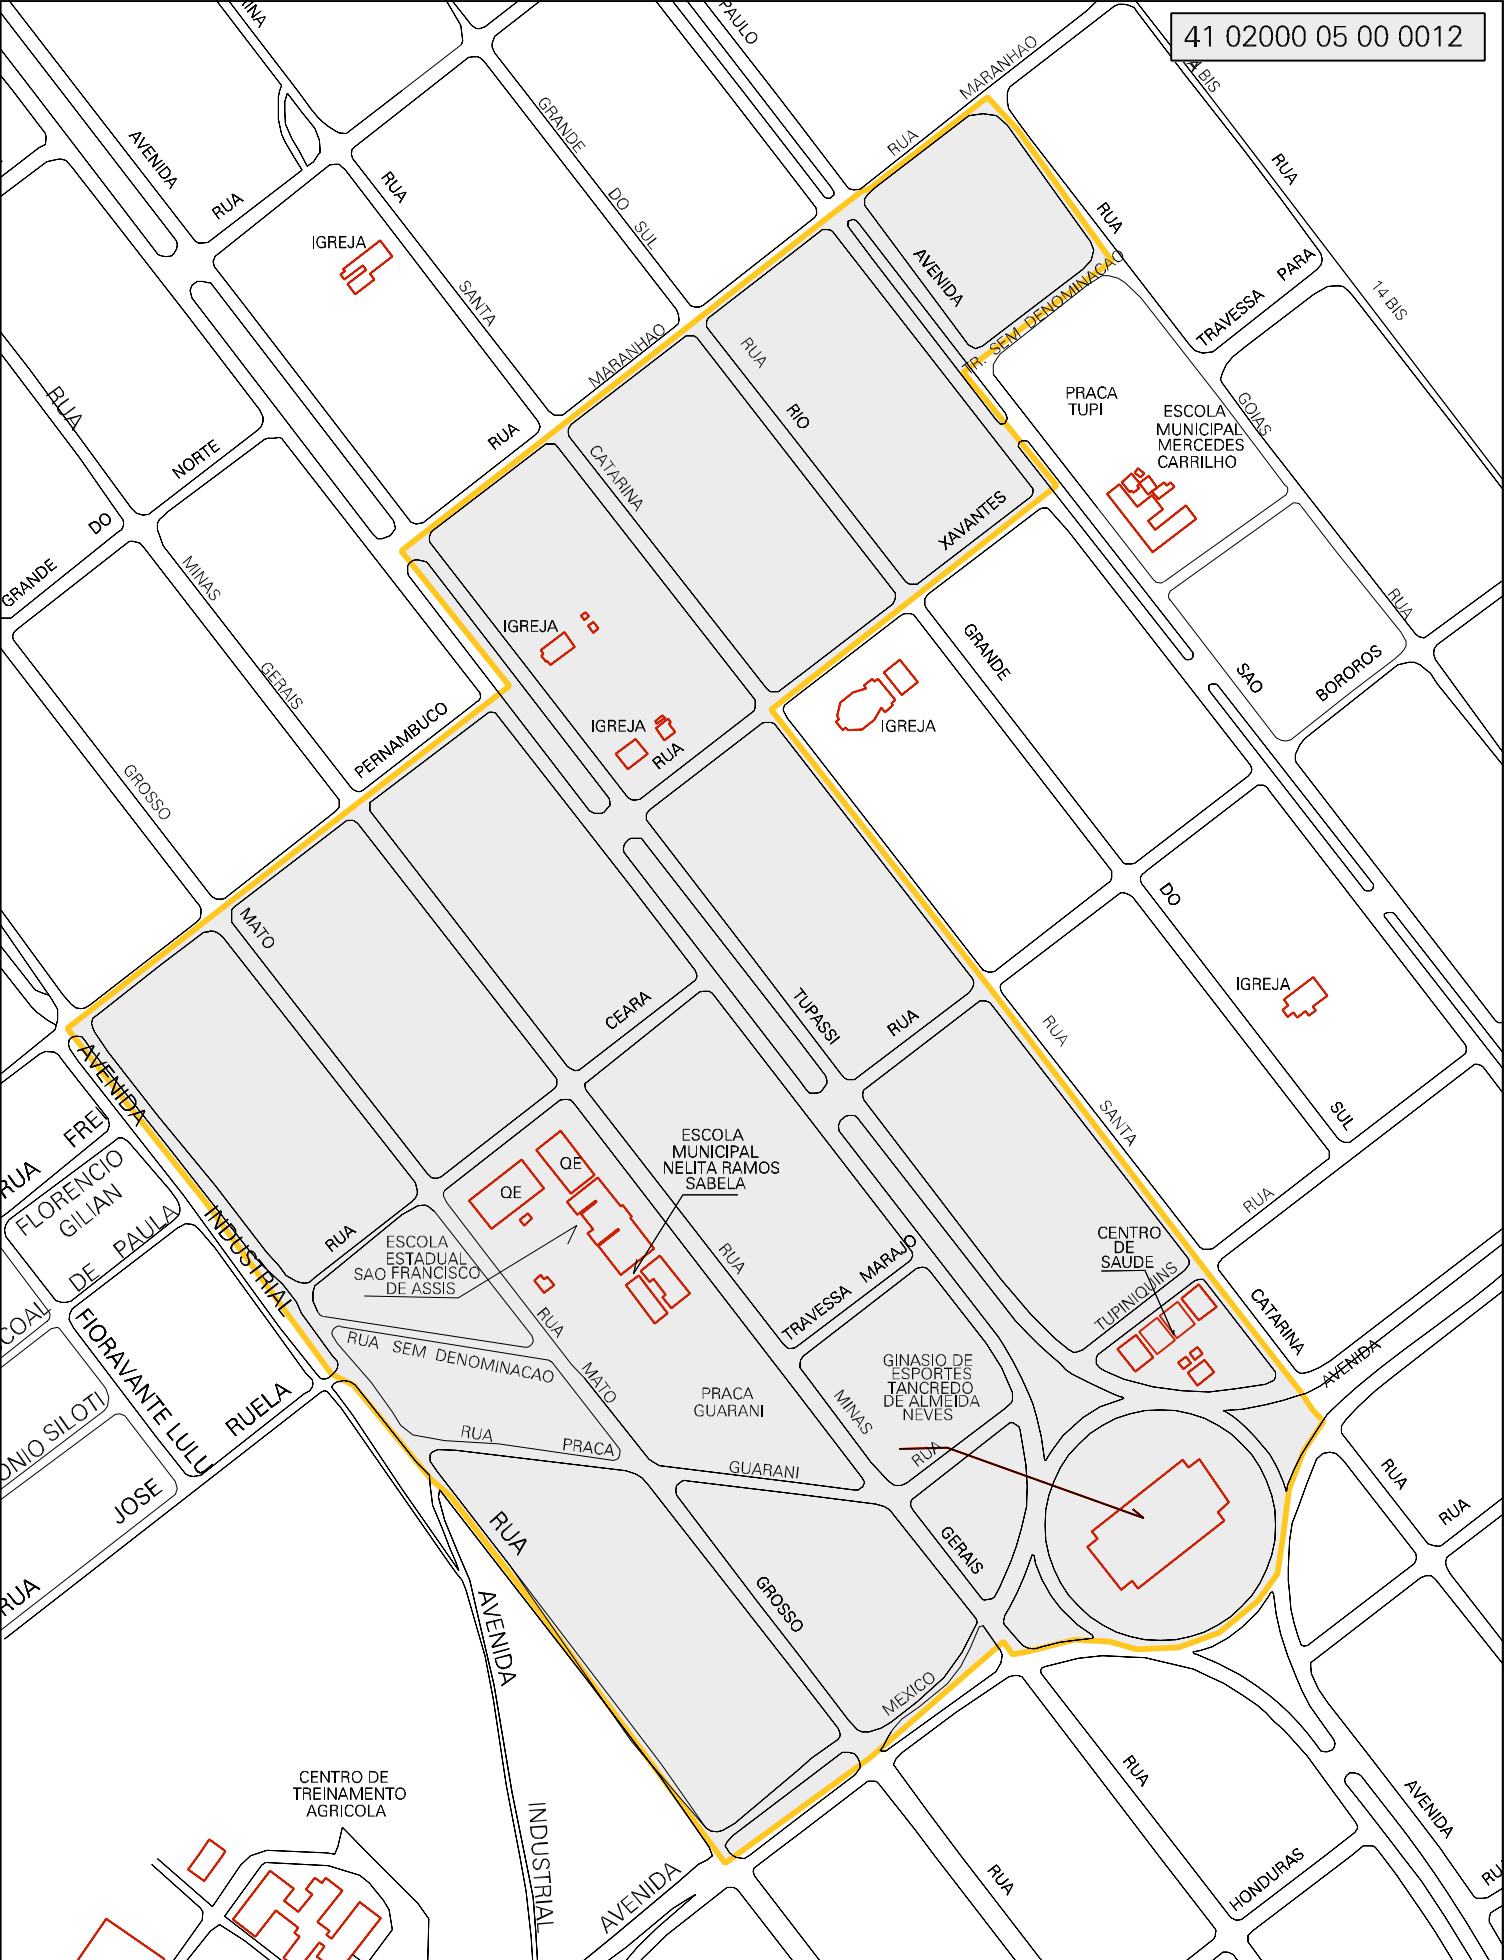 41 02000 05 00 0012
PAULO
MARANHAO
BIS
AVENIDA
GRANDE
RUA
RUA
RUA
RUA
RUA
DO SUL
IGREJA
AVENIDA
TRAVESSA PARA
SANTA
TR. SEM DENOMINACAO
14 BIS
MARANHAO
RUA
RUA
PRACA
TUPI
ESCOLA
MUNICIPAL
MERCEDES
CARRILHO
GOIAS
RIO
RUA
NORTE
CATARINA
DO
XAVANTES
GRANDE
MINAS
RUA
IGREJA
GRANDE
GERAIS
SAO
BOROROS
PERNAMBUCO
IGREJA
RUA
IGREJA
GROSSO
DO
MATO
CEARA
TUPASSI
RUA
IGREJA
RUA
AVENIDA
SANTA
SUL
RUA FREI
FLORENCIO
GILIAN
DE PAULA
QE
QE
ESCOLA
MUNICIPAL
NELITA RAMOS
SABELA
RUA
INDUSTRIAL
RUA
ESCOLA
ESTADUAL
SAO FRANCISCO
DE ASSIS
RUA
TRAVESSA MARAJO
CENTRO
DE
SAUDE
TUPINIQUINS
CATARINA
COAL
FIORAVANTE LULU
RUA SEM DENOMINACAO
RUA
MATO
PRACA
GUARANI
MINAS
GINASIO DE
ESPORTES
TANCREDO
DE ALMEIDA
NEVES
AVENIDA
RUELA
ONIO SILOTI
RUA PRACA
GUARANI
RUA
RUA
RUA
JOSE
RUA
RUA
GERAIS
GROSSO
AVENIDA
MEXICO
RUA
AVENIDA
CENTRO DE
TREINAMENTO
AGRICOLA
INDUSTRIAL
AVENIDA
RUA
HONDURAS